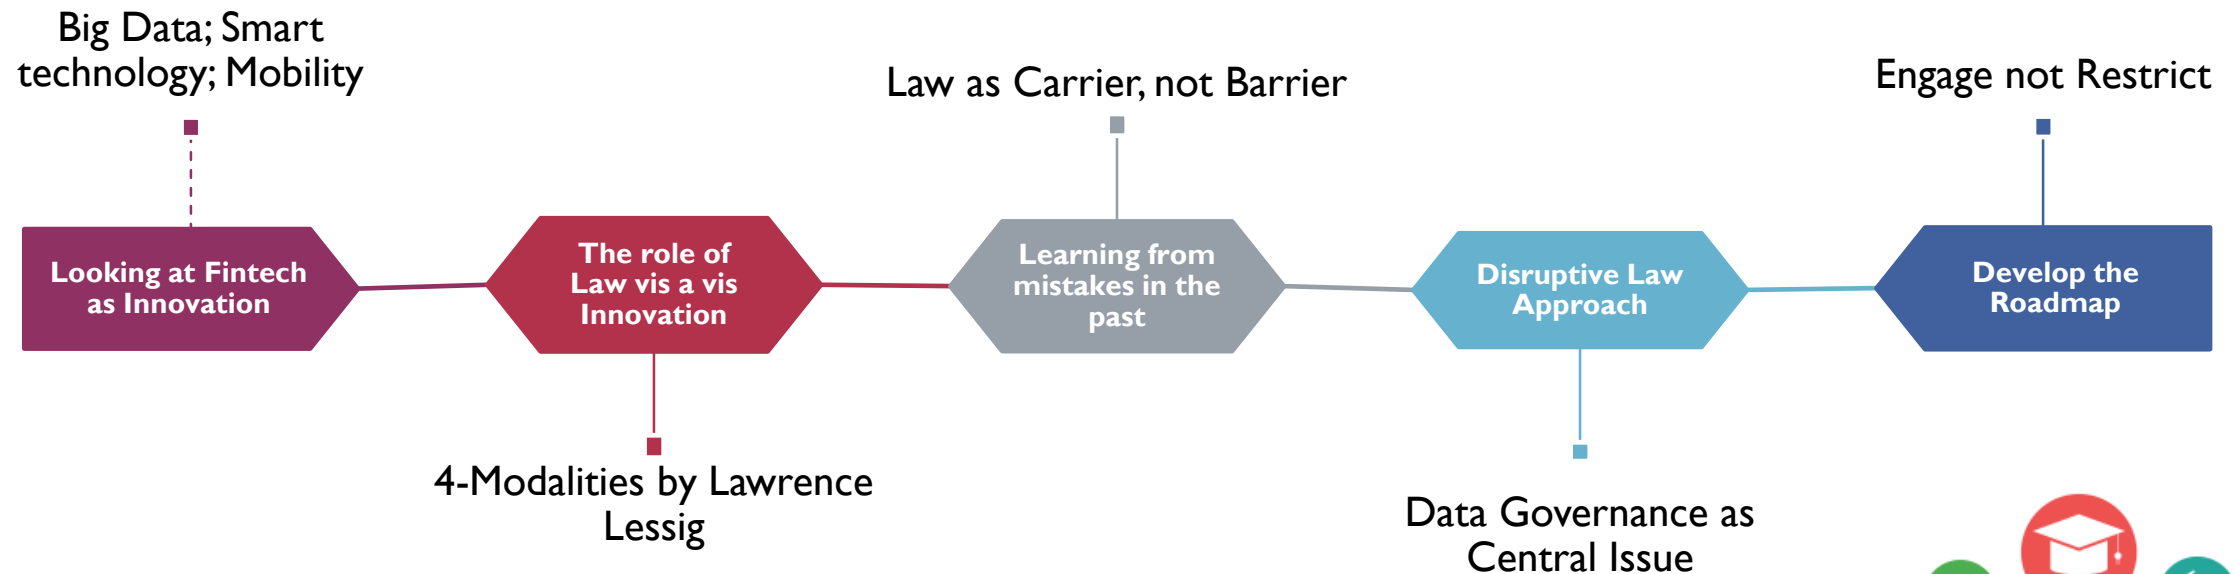 Big Data; Smart
technology; Mobility
Law as Carrier, not Barrier
Engage not Restrict
Looking at Fintech
as Innovation
The role of
Law vis a vis
Innovation
Learning from
mistakes in the
past
Disruptive Law
Approach
Develop the
Roadmap
4-Modalities by Lawrence
Lessig
Data Governance as
Central Issue